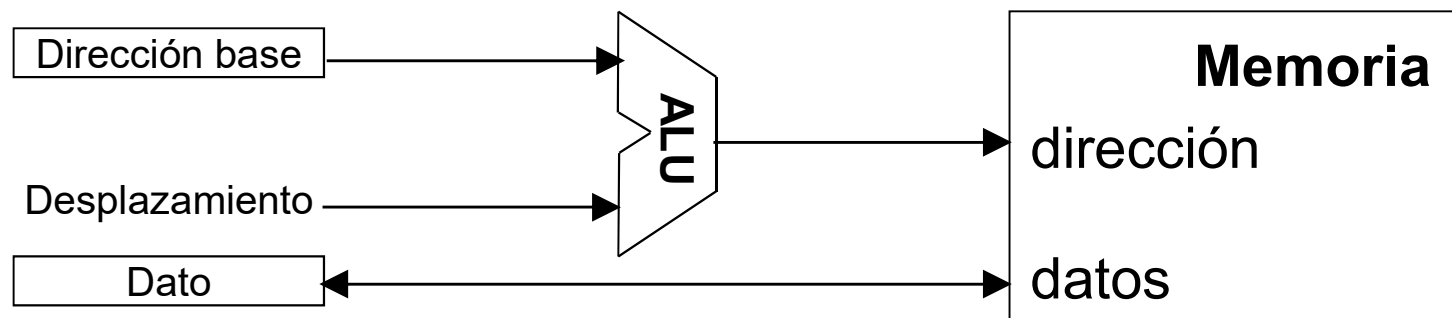 Dirección base
Desplazamiento
Dato
ALU
Memoria
dirección
datos